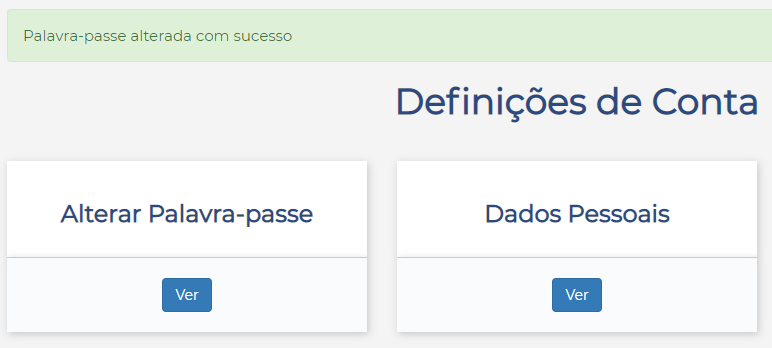 Palavra-passe alterada com sucesso
Definições de Conta
Alterar Palavra-passe
Dados Pessoais
Ver
Ver